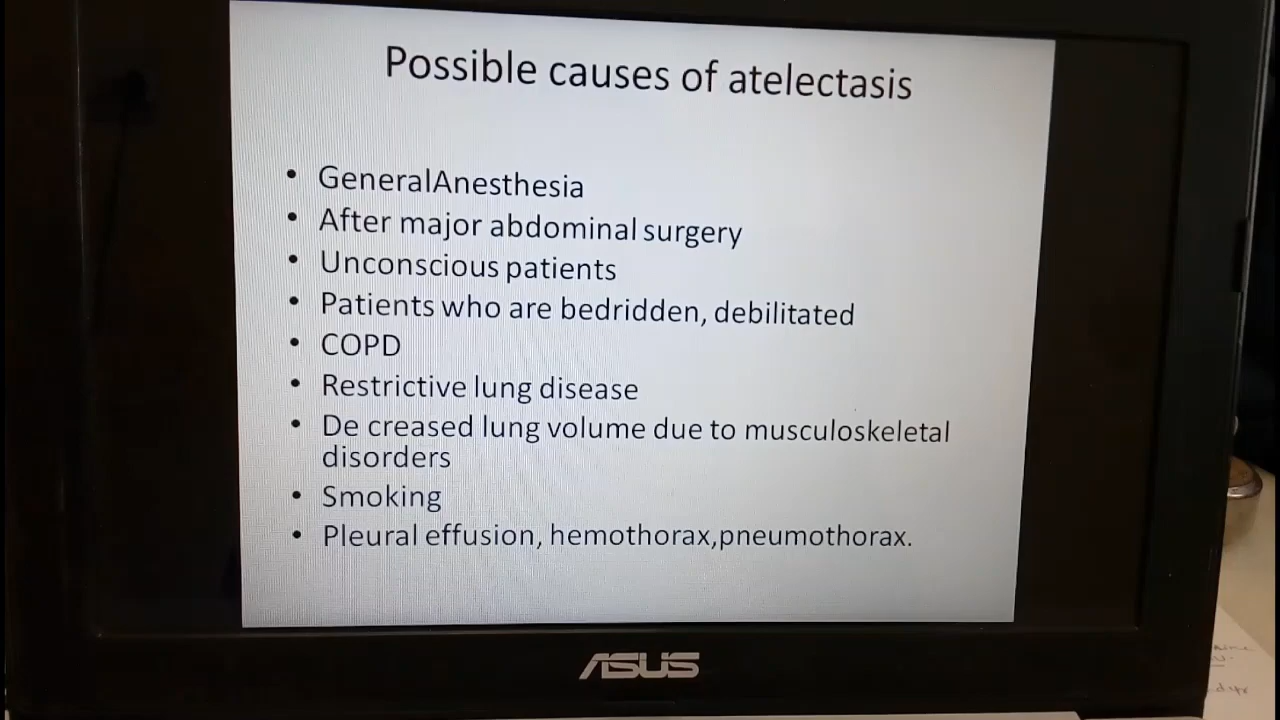 Possible causes of atelectasis
• GeneralAnesthesia
• After major abdominal surgery
• Unconscious patients
• Patients who are bedridden, debilitated
• COPD
• Restrictive lung disease
• De creased lung volume due to musculoskeletal
disorders
• Smoking
• Pleural effusion, hemothorax,pneumothorax.
ASUS